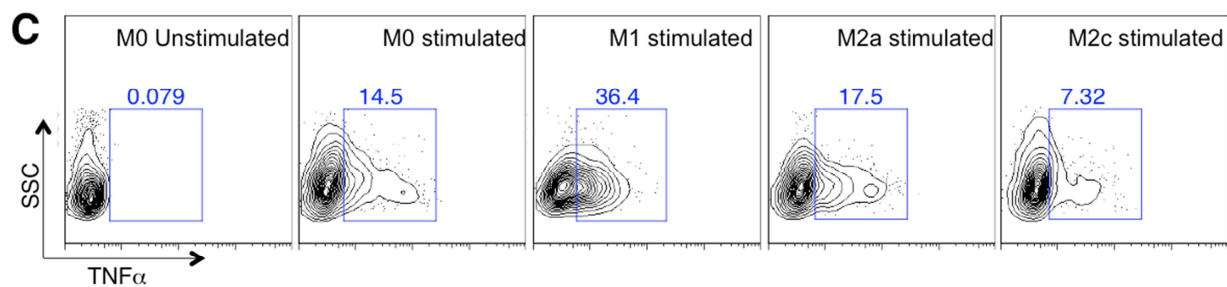 C
M0 Unstimulated
M0 stimulated
M1 stimulated
M2a stimulated
M2c stimulated
0.079
14.5
36.4
17.5
7.32
SSC
TNFα